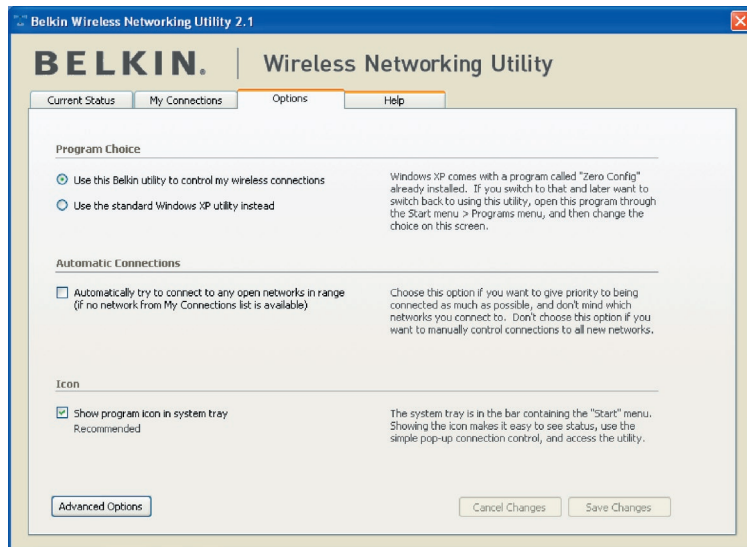 Belkin Wireless Networking Utility 2.1
BELKIN. | Wireless Networking Utility
Current Status My Connections Options Help
Program Choice
Use this Belkin utility to control my wireless connections
Use the standard Windows XP utility instead
Windows XP comes with a program called "Zero Config"
already installed. If you switch to that and later want to
switch back to using this utility, open this program through
the Start menu > Programs menu, and then change the
choice on this screen.
Automatic Connections
Automatically try to connect to any open networks in range
(if no network from My Connections list is available)
Choose this option if you want to give priority to being
connected as much as possible, and don't mind which
networks you connect to. Don't choose this option if you
want to manually control connections to all new networks.
Icon
Show program icon in system tray
Recommended
The system tray is in the bar containing the "Start" menu.
Showing the icon makes it easy to see status, use the
simple pop-up connection control, and access the utility.
Advanced Options Cancel Changes Save Changes